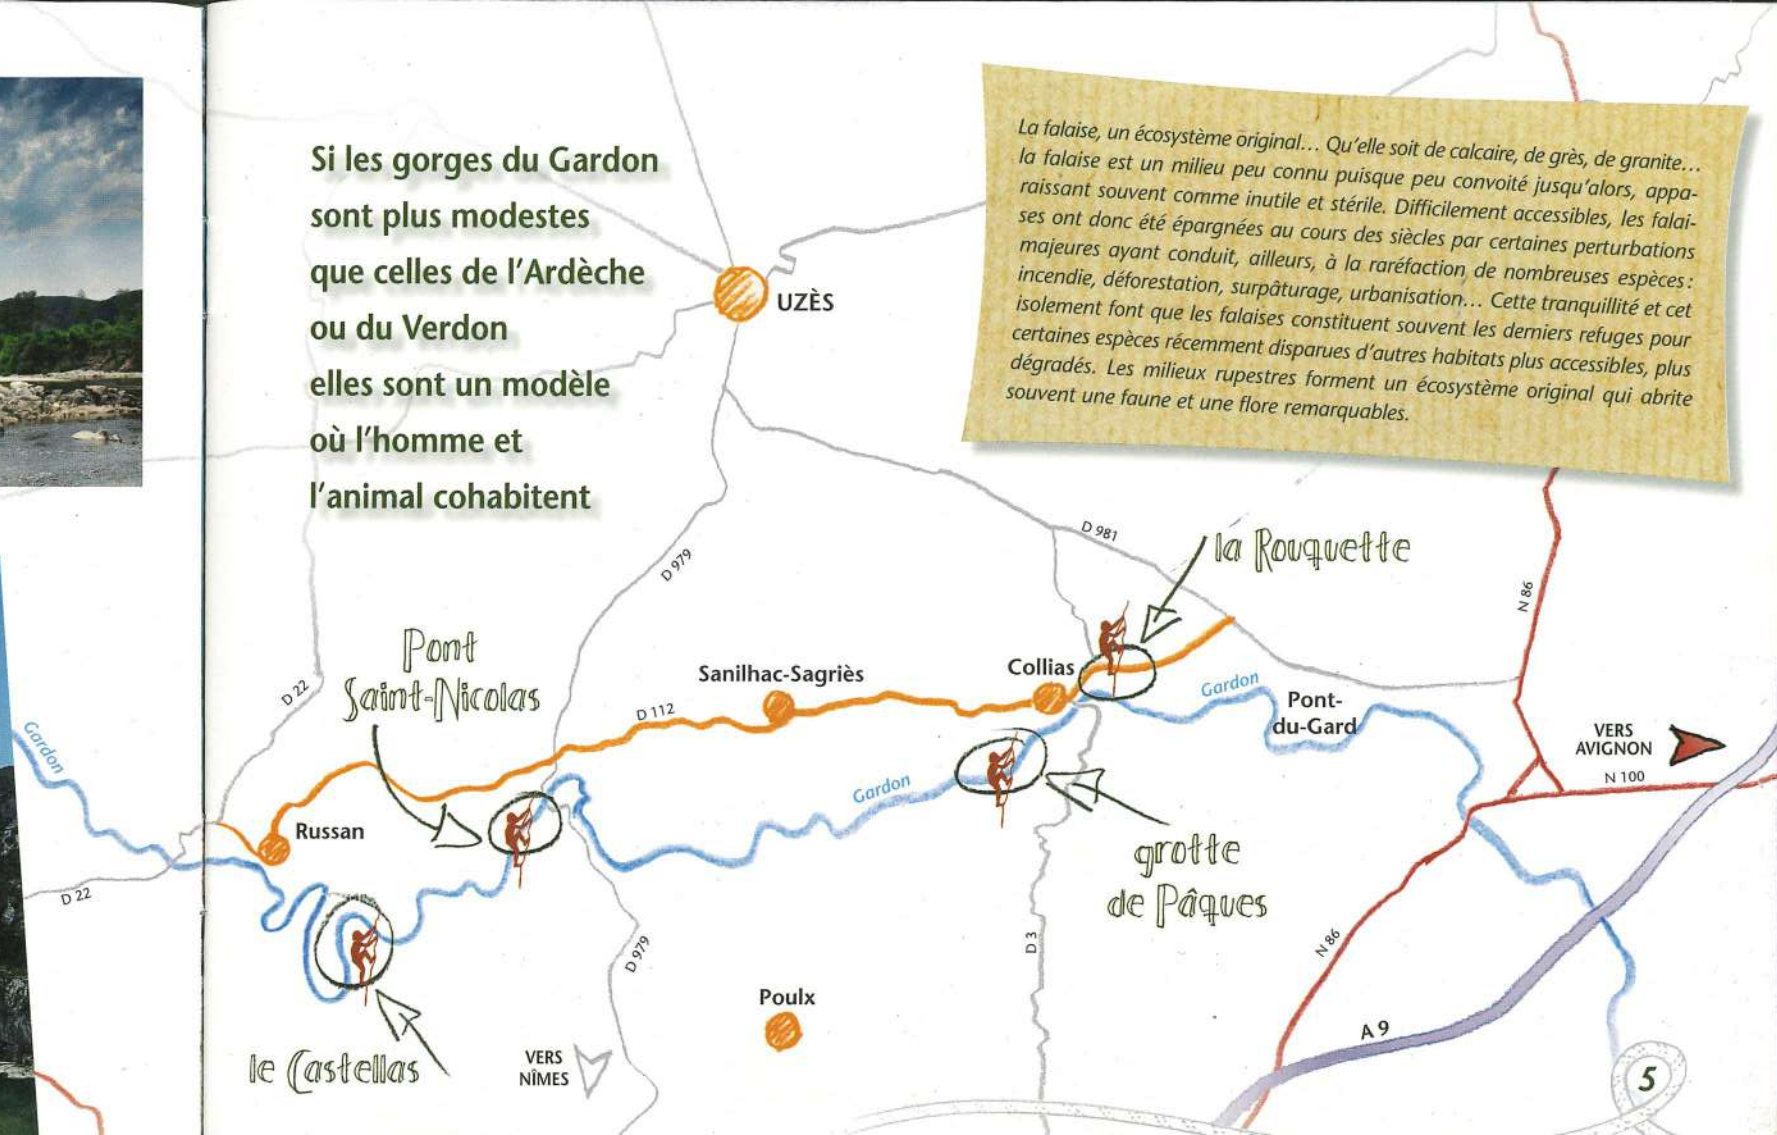 Si les gorges du Gardon
sont plus modestes
que celles de l'Ardèche
ou du Verdon
elles sont un modèle
où l'homme et
l'animal cohabitent
La falaise, un écosystème original... Qu'elle soit de calcaire, de grès, de granite...
la falaise est un milieu peu connu puisque peu convoité jusqu'alors, appa-
raissant souvent comme inutile et stérile. Difficilement accessibles, les falai-
ses ont donc été épargnées au cours des siècles par certaines perturbations
majeures ayant conduit, ailleurs, à la raréfaction de nombreuses espèces :
incendie, déforestation, surpâturage, urbanisation... Cette tranquillité et cet
isolement font que les falaises constituent souvent les derniers refuges pour
certaines espèces récemment disparues d'autres habitats plus accessibles, plus
dégradés. Les milieux rupestres forment un écosystème original qui abrite
souvent une faune et une flore remarquables.
UZÈS
D 981
la Rouquette
D 979
N 86
Pont
Saint-Nicolas
Sanilhac-Sagriès
Collias
D 22
Gardon
Pont-
du-Gard
D 112
Gardon
VERS
AVIGNON
N 100
Gardon
Russan
grotte
de Pâques
D 22
D 979
D 3
N 86
Poulx
A 9
le Castellas
VERS
NÎMES
5